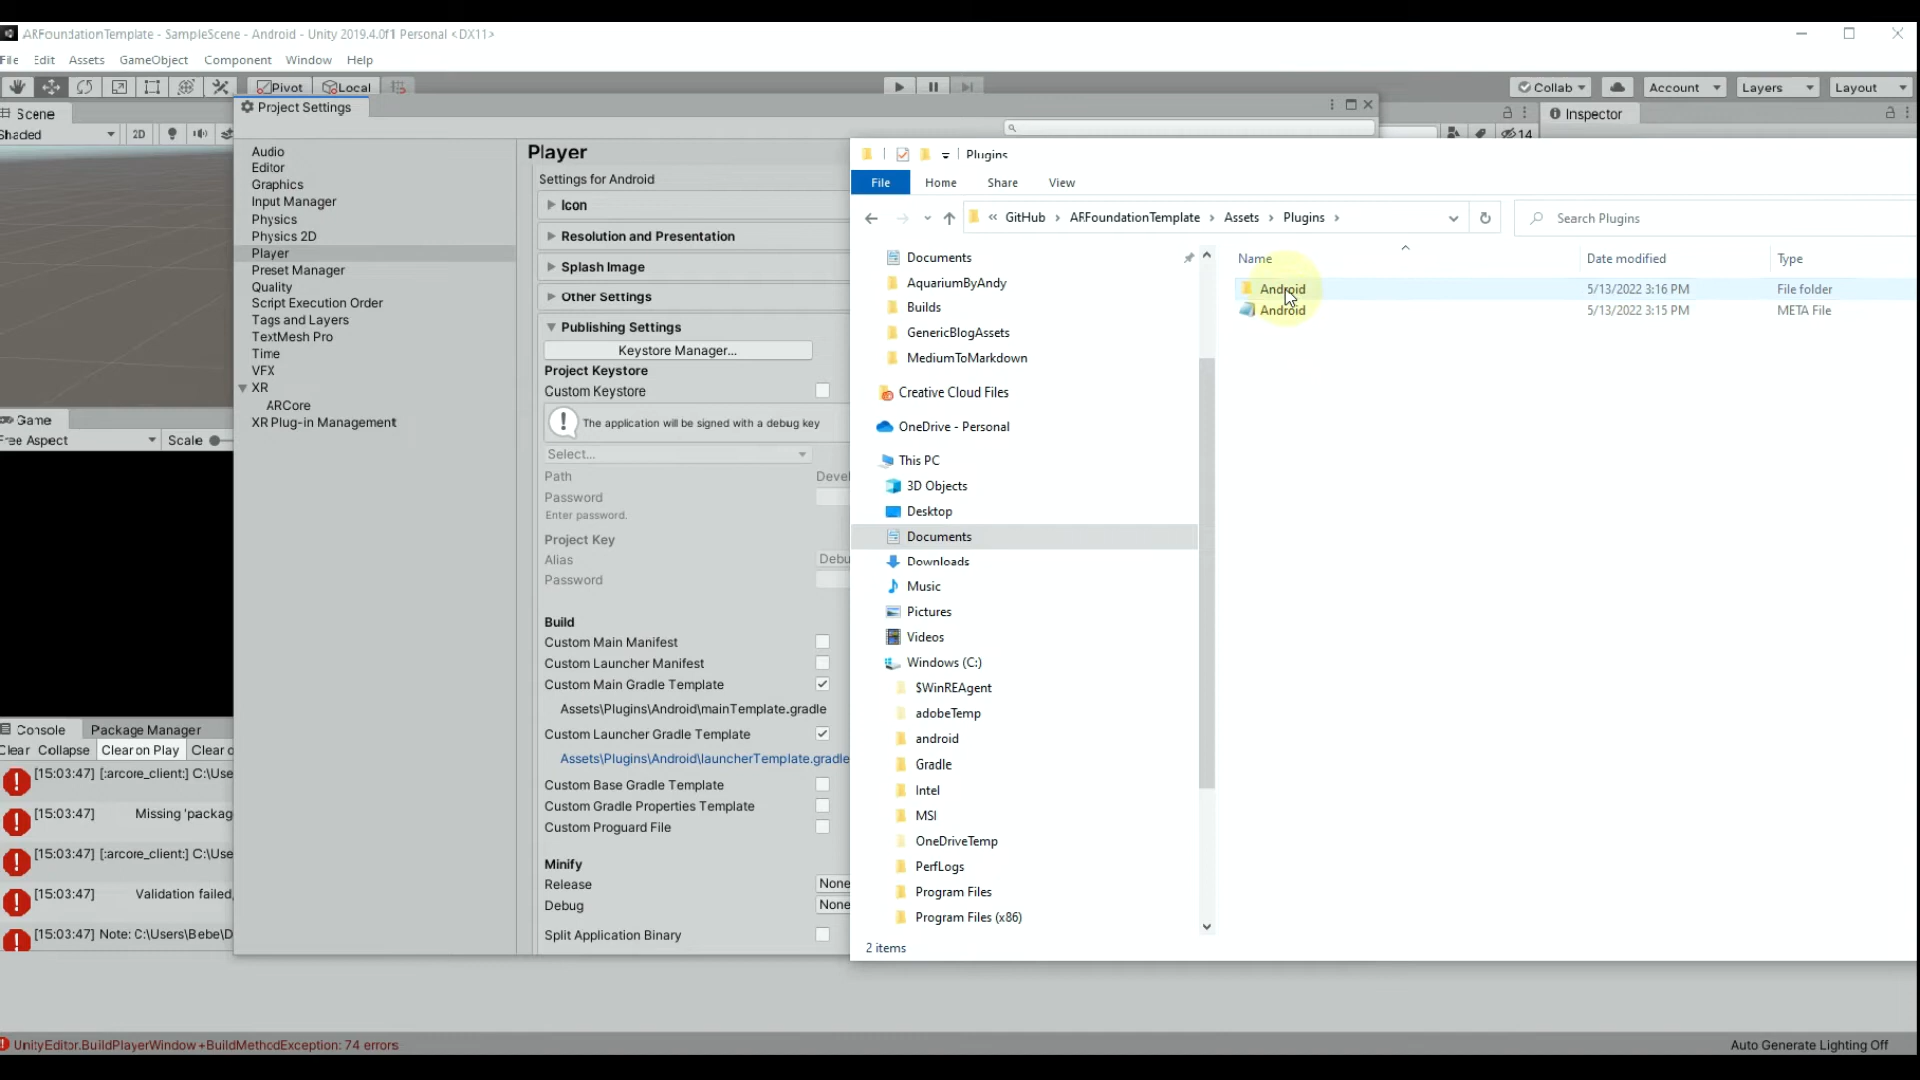 ARFoundationTemplate - SampleScene - Android - Unity 2019.4.0f1 Personal <DX11>
File Edit Assets GameObject Component Window Help
Pivot Local Collab Account Layers Layout
Scene Project Settings Inspector
Shaded 2D 14
Audio
Editor
Graphics
Input Manager
Physics
Physics 2D
Player
Preset Manager
Quality
Script Execution Order
Tags and Layers
TextMesh Pro
Time
VFX
XR
ARCore
XR Plug-in Management
Game
Free Aspect Scale
Console Package Manager
Clear Collapse Clear on Play Clear o
[15:03:47] [:arcore_client:] C:\Use
[15:03:47] Missing 'packag
[15:03:47] [:arcore_client:] C:\Use
[15:03:47] Validation failed,
[15:03:47] Note: C:\Users\Bebe\D
Player
Settings for Android
Icon
Resolution and Presentation
Splash Image
Other Settings
Publishing Settings
Keystore Manager...
Project Keystore
Custom Keystore
The application will be signed with a debug key
Select...
Path Devel
Password
Enter password.
Project Key
Alias Debu
Password
Build
Custom Main Manifest
Custom Launcher Manifest
Custom Main Gradle Template
Assets\Plugins\Android\mainTemplate.gradle
Custom Launcher Gradle Template
Assets\Plugins\Android\launcherTemplate.gradle
Custom Base Gradle Template
Custom Gradle Properties Template
Custom Proguard File
Minify
Release None
Debug None
Split Application Binary
Plugins
File Home Share View
« GitHub › ARFoundationTemplate › Assets › Plugins › Search Plugins
Documents
AquariumByAndy
Builds
GenericBlogAssets
MediumToMarkdown
Creative Cloud Files
OneDrive - Personal
This PC
3D Objects
Desktop
Documents
Downloads
Music
Pictures
Videos
Windows (C:)
$WinREAgent
adobeTemp
android
Gradle
Intel
MSI
OneDriveTemp
PerfLogs
Program Files
Program Files (x86)
Name Date modified Type
Android 5/13/2022 3:16 PM File folder
Android 5/13/2022 3:15 PM META File
2 items
UnityEditor.BuildPlayerWindow+BuildMethodException: 74 errors
Auto Generate Lighting Off